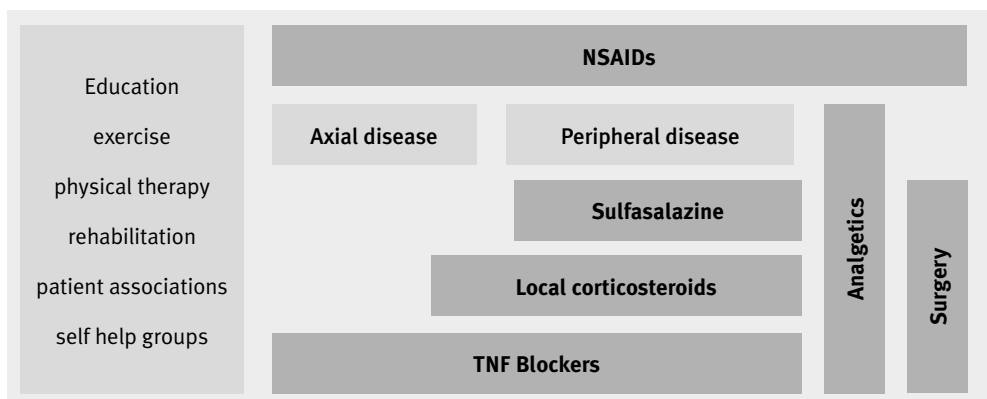 Education
exercise
physical therapy
rehabilitation
patient associations
self help groups
NSAIDs
Axial disease
Peripheral disease
Sulfasalazine
Local corticosteroids
TNF Blockers
Analgetics
Surgery